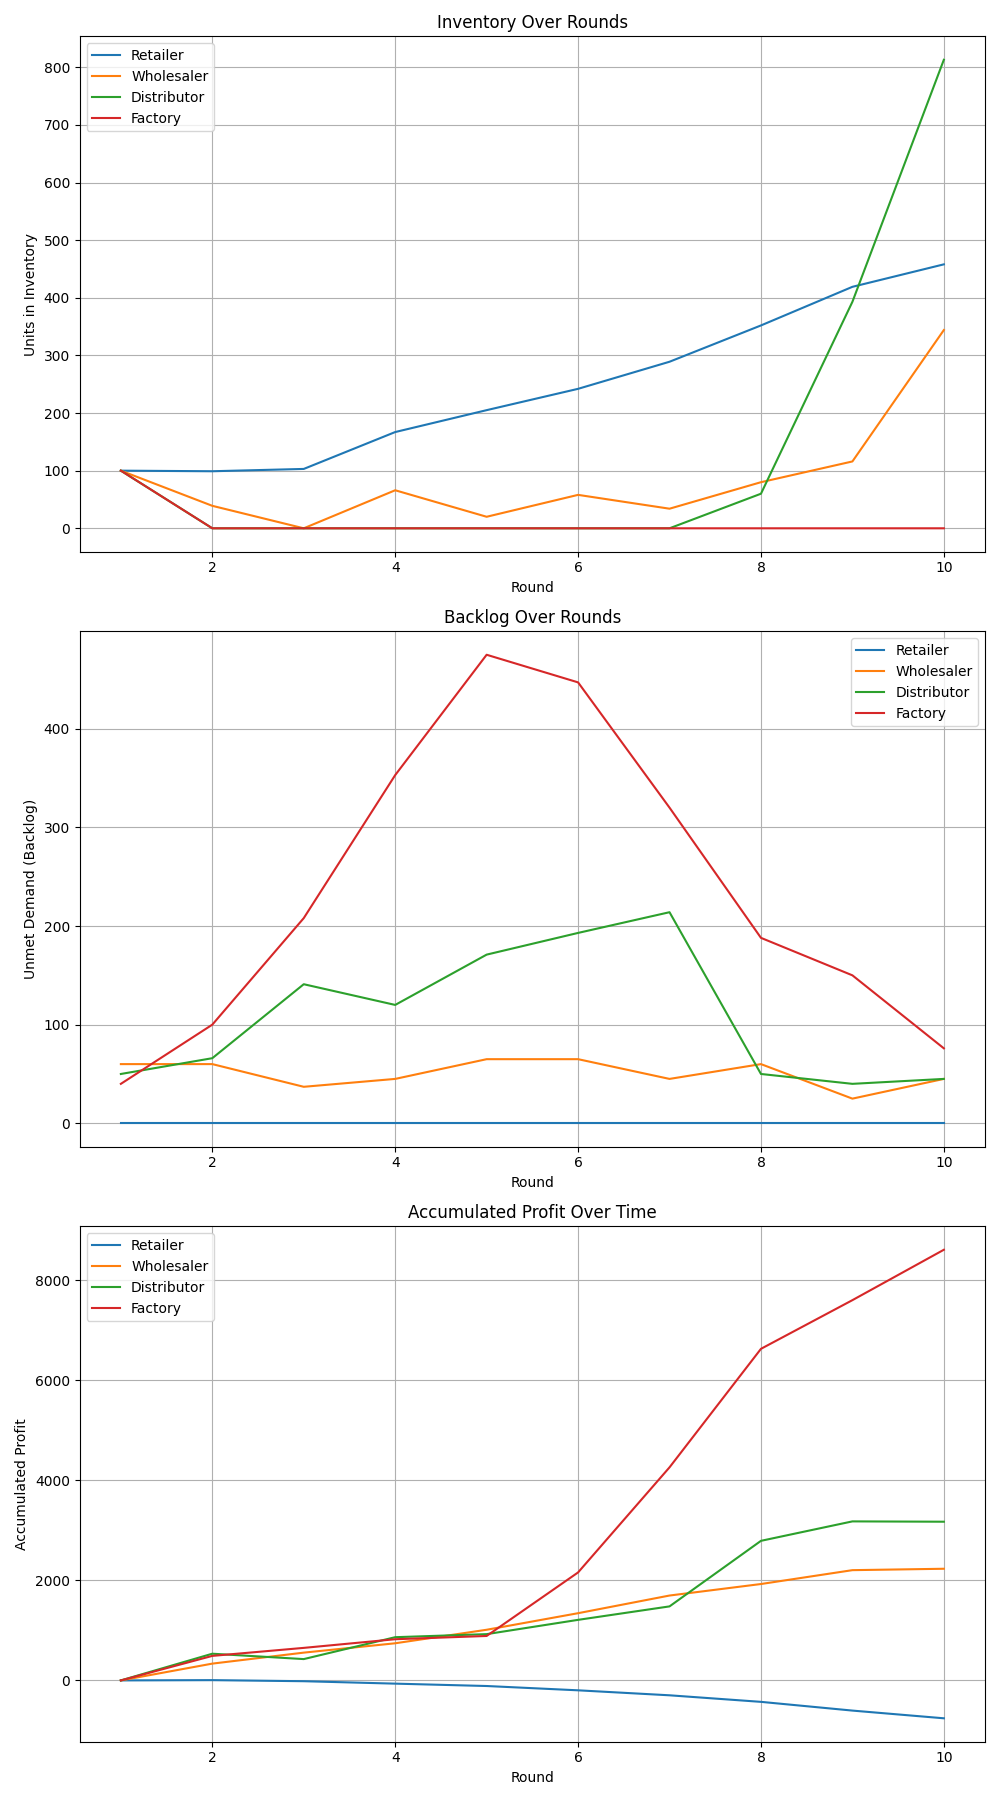 Inventory Over Rounds
Retailer
Wholesaler
Distributor
Factory
Units in Inventory
800
700
600
500
400
300
200
100
0
2 4 6 8 10
Round
Backlog Over Rounds
Retailer
Wholesaler
Distributor
Factory
Unmet Demand (Backlog)
400
300
200
100
0
2 4 6 8 10
Round
Accumulated Profit Over Time
Retailer
Wholesaler
Distributor
Factory
Accumulated Profit
8000
6000
4000
2000
0
2 4 6 8 10
Round